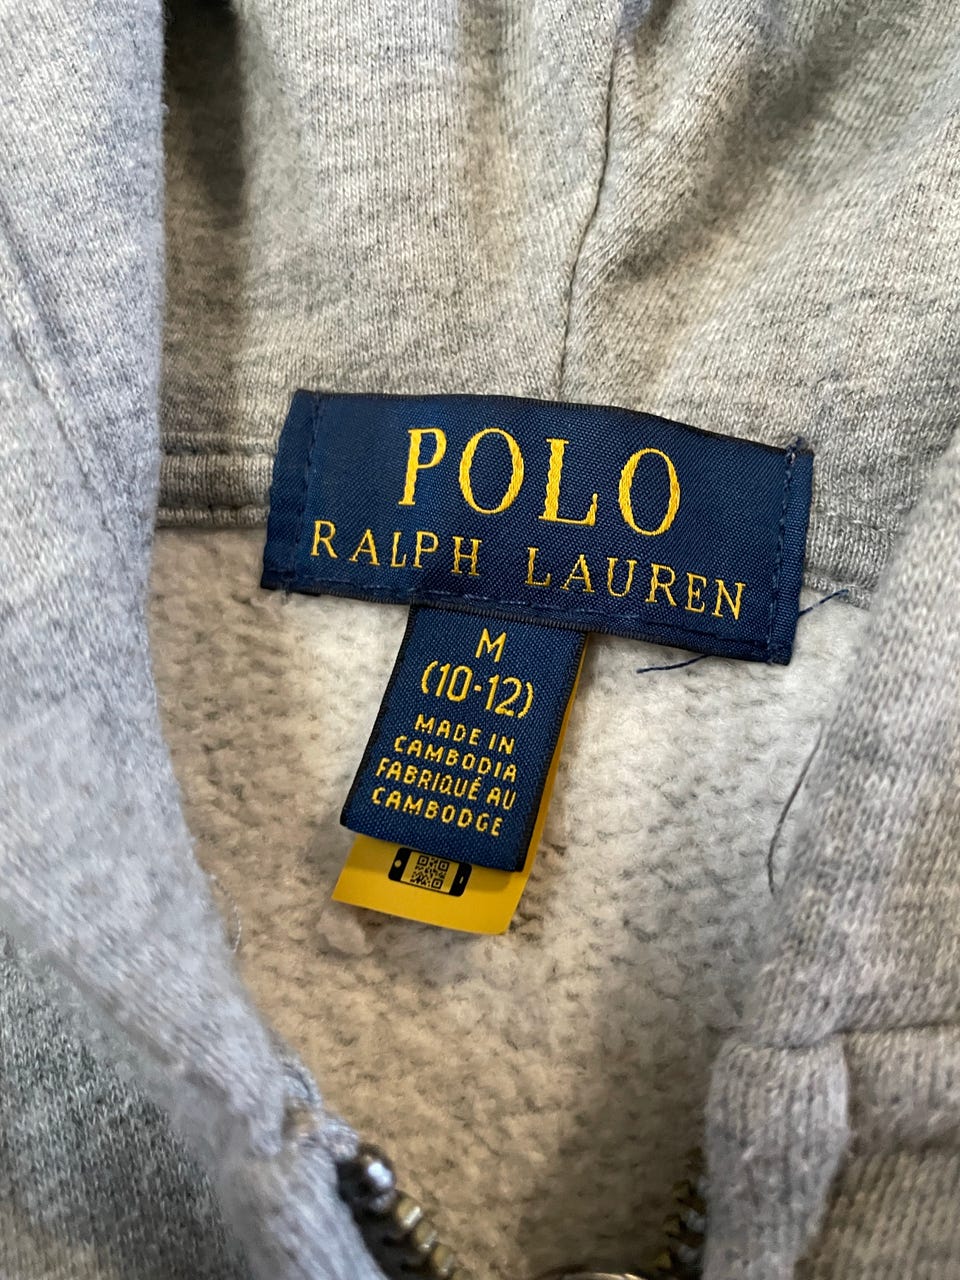 POLO
RALPH LAUREN
M
(10-12)
MADE IN
CAMBODIA
FABRIQUÉ AU
CAMBODGE